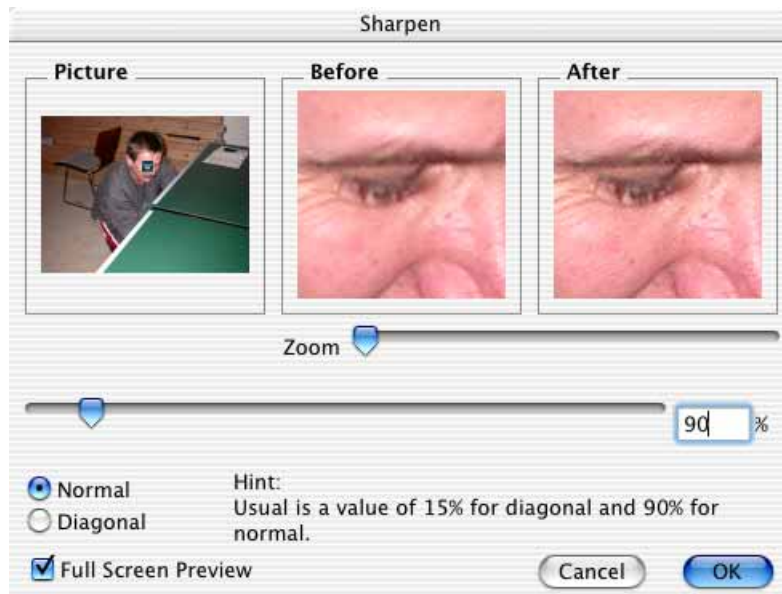 Sharpen
Picture
Before
After
Zoom
90 %
Normal
Diagonal
Hint:
Usual is a value of 15% for diagonal and 90% for
normal.
Full Screen Preview
Cancel
OK